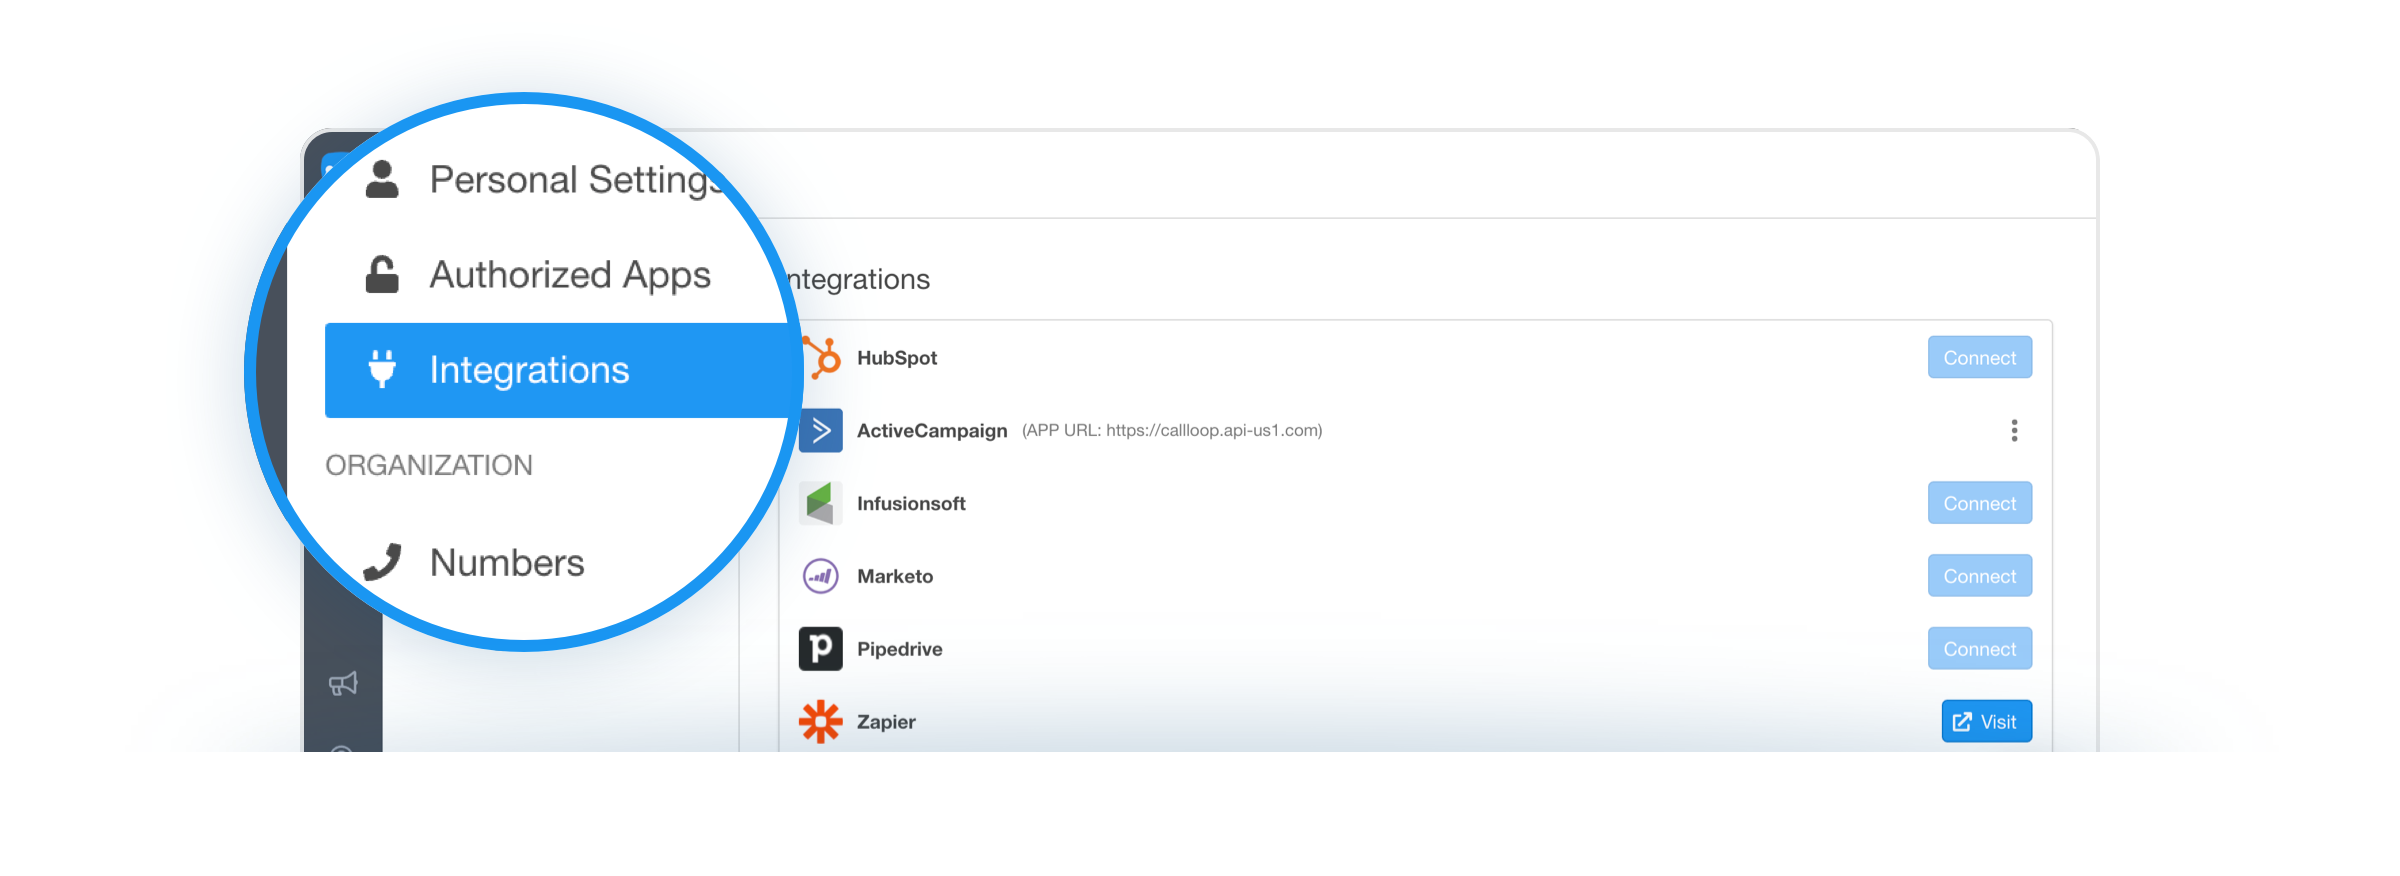 Personal Settings
Authorized Apps
Integrations
ORGANIZATION
Numbers
ntegrations
HubSpot Connect
ActiveCampaign (APP URL: https://callloop.api-us1.com)
Infusionsoft Connect
Marketo Connect
Pipedrive Connect
Zapier Visit